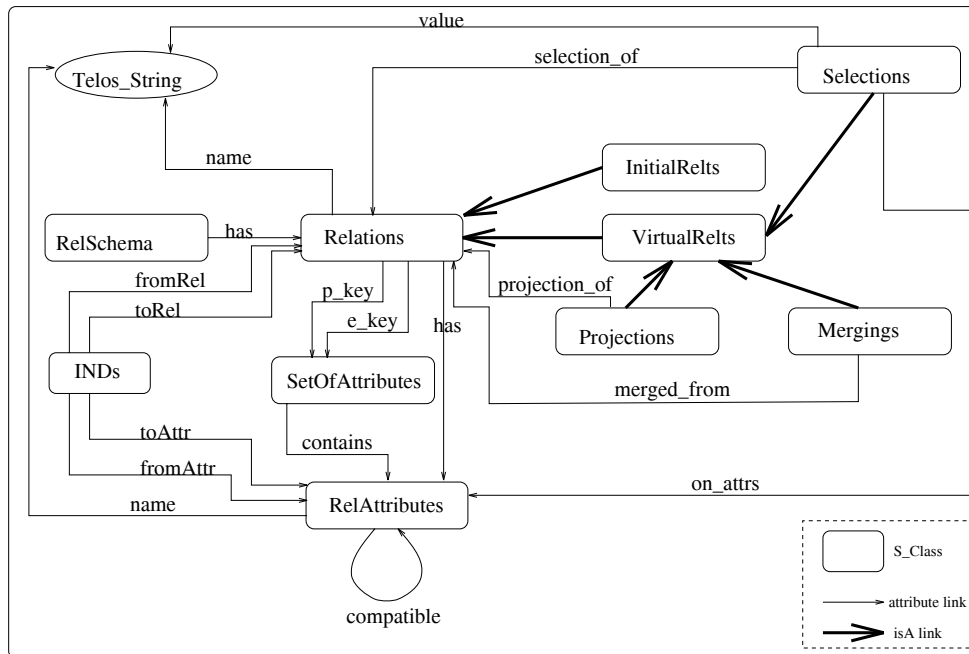 value
selection_of
Telos_String
Selections
name
InitialRelts
RelSchema
has
Relations
VirtualRelts
fromRel
projection_of
p_key
toRel
e_key
has
Projections
Mergings
INDs
SetOfAttributes
merged_from
toAttr
contains
fromAttr
on_attrs
name
RelAttributes
S_Class
compatible
attribute link
isA link